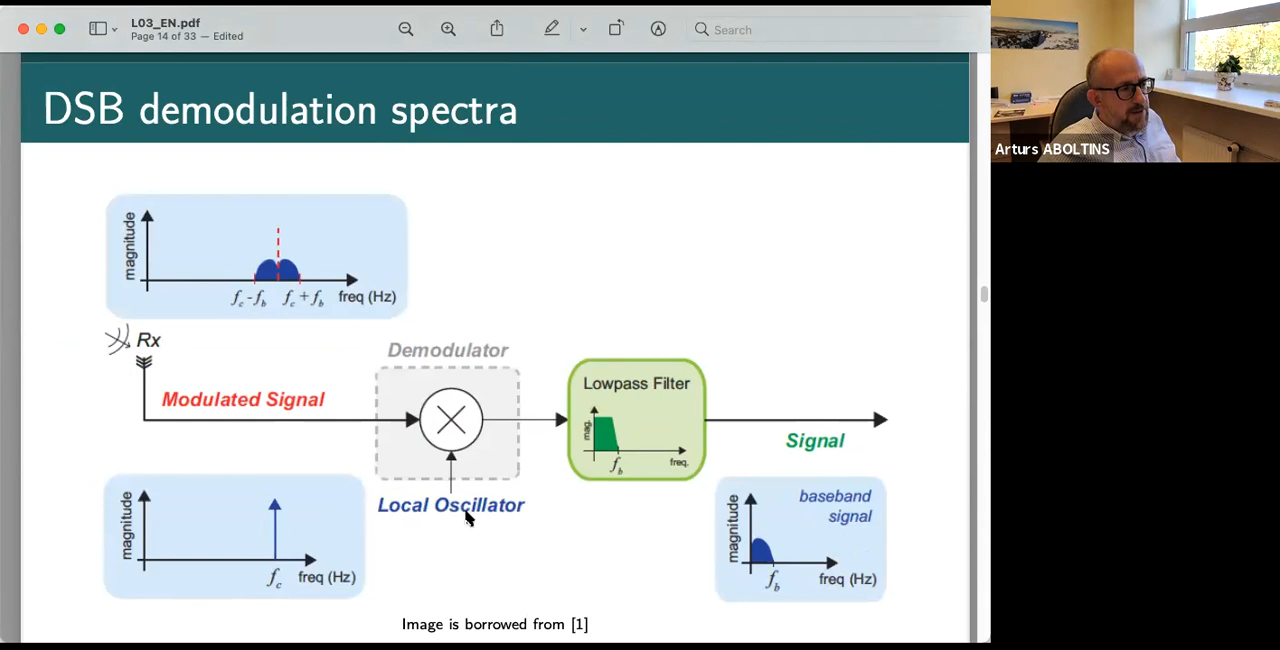 L03_EN.pdf
Page 14 of 33 — Edited
Search
DSB demodulation spectra
magnitude
f_c-f_b
f_c+f_b
freq (Hz)
Rx
Modulated Signal
Demodulator
Lowpass Filter
mag.
f_b
freq.
Signal
Local Oscillator
magnitude
f_c
freq (Hz)
baseband
signal
magnitude
f_b
freq (Hz)
Image is borrowed from [1]
Arturs ABOLTINS